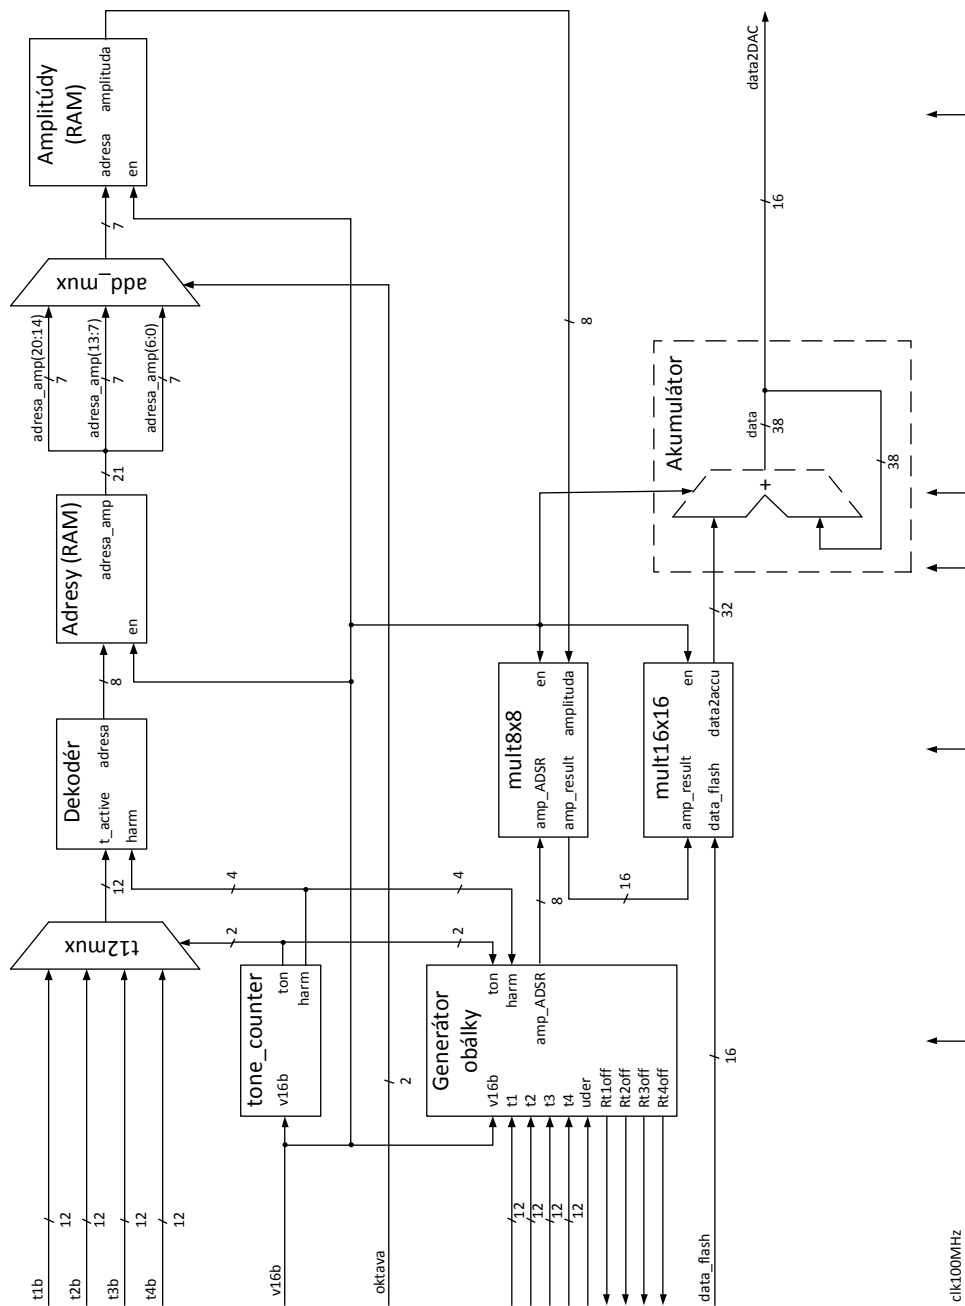 t1b
12
t2b
12
t3b
12
t4b
12
t12mux
12
Dekodér
t_active
harm
adresa
8
Adresy (RAM)
en
adresa_amp
21
adresa_amp(20:14)
7
adresa_amp(13:7)
7
adresa_amp(6:0)
7
add_mux
7
Amplitúdy
(RAM)
adresa
amplituda
en
v16b
tone_counter
v16b
ton
harm
2
4
2
4
oktava
2
Generátor
obálky
v16b
t1
t2
t3
t4
uder
Rt1off
Rt2off
Rt3off
Rt4off
ton
harm
amp_ADSR
12
12
12
12
8
mult8x8
amp_ADSR
en
amp_result
amplituda
8
16
data_flash
16
mult16x16
amp_result
en
data_flash
data2accu
32
Akumulátor
+
data
38
38
16
data2DAC
clk100MHz